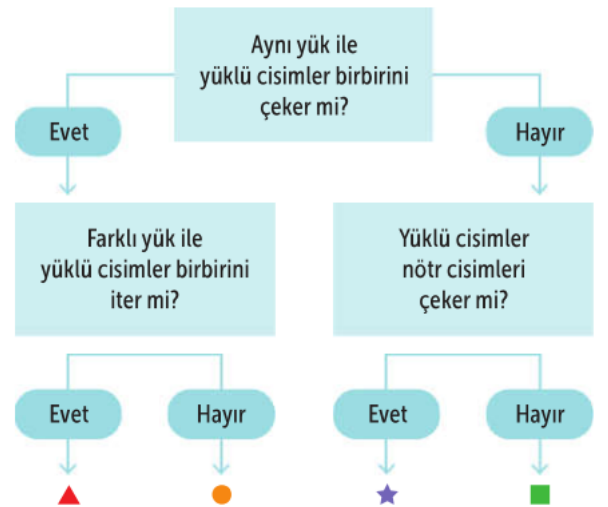 Aynı yük ile
yüklü cisimler birbirini
çeker mi?
Evet
Hayır
Farklı yük ile
yüklü cisimler birbirini
iter mi?
Yüklü cisimler
nötr cisimleri
çeker mi?
Evet
Hayır
Evet
Hayır